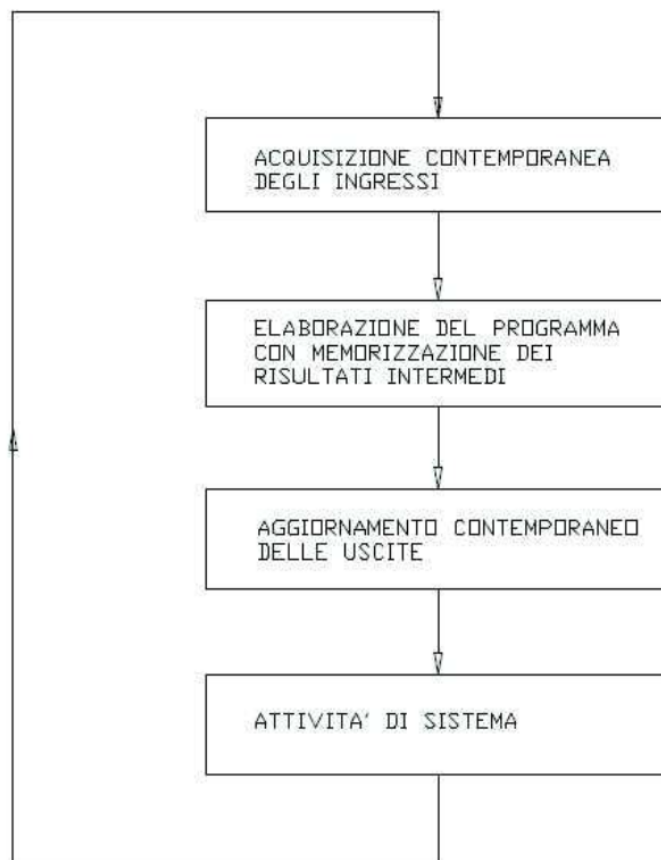 ACQUISIZIONE CONTEMPORANEA
DEGLI INGRESSI
ELABORAZIONE DEL PROGRAMMA
CON MEMORIZZAZIONE DEI
RISULTATI INTERMEDI
AGGIORNAMENTO CONTEMPORANEO
DELLE USCITE
ATTIVITA' DI SISTEMA